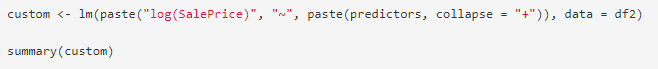 custom <- lm(paste("log(SalePrice)", "~", paste(predictors, collapse = "+")), data = df2)
summary(custom)